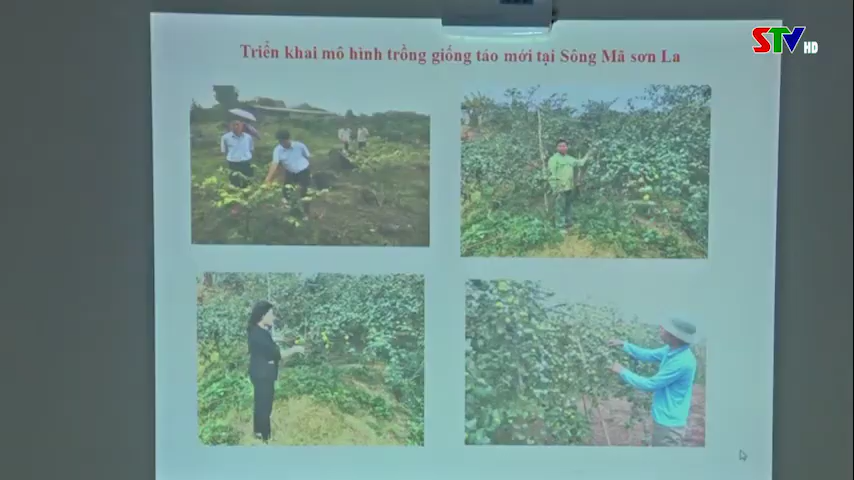 STV HD
Triển khai mô hình trồng giống táo mới tại Sông Mã sơn La